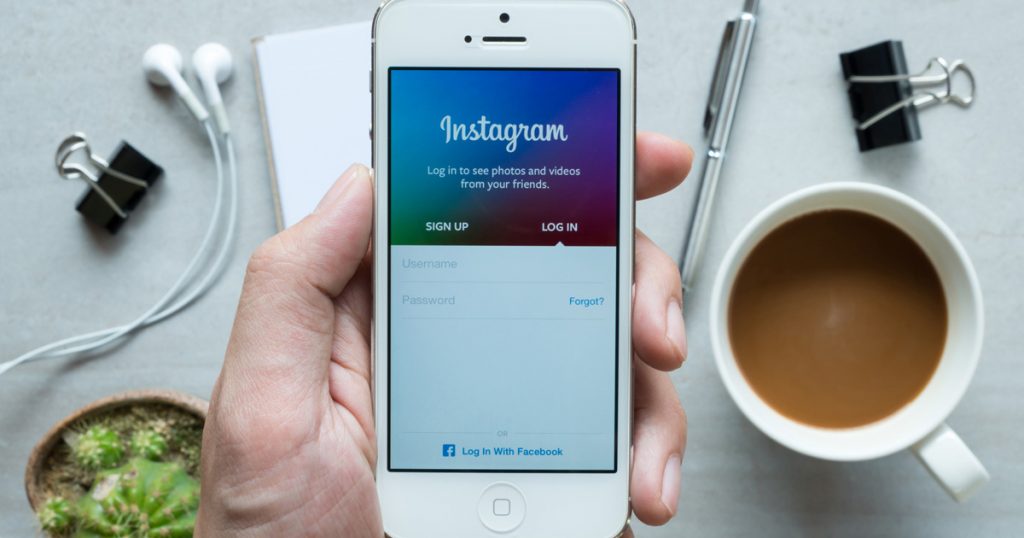 Instagram
Log in to see photos and videos
from your friends.
SIGN UP LOG IN
Username
Password Forgot?
OR
Log In With Facebook